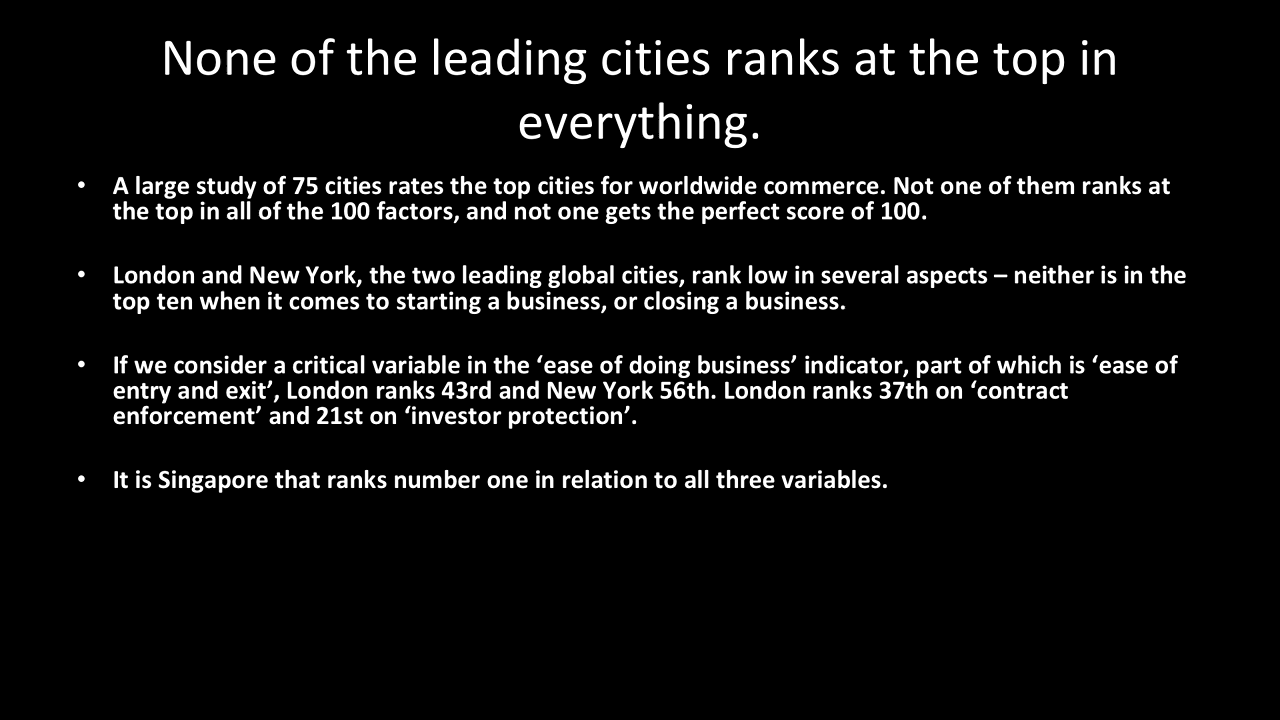 None of the leading cities ranks at the top in
everything.
• A large study of 75 cities rates the top cities for worldwide commerce. Not one of them ranks at
the top in all of the 100 factors, and not one gets the perfect score of 100.
• London and New York, the two leading global cities, rank low in several aspects – neither is in the
top ten when it comes to starting a business, or closing a business.
• If we consider a critical variable in the ‘ease of doing business’ indicator, part of which is ‘ease of
entry and exit’, London ranks 43rd and New York 56th. London ranks 37th on ‘contract
enforcement’ and 21st on ‘investor protection’.
• It is Singapore that ranks number one in relation to all three variables.